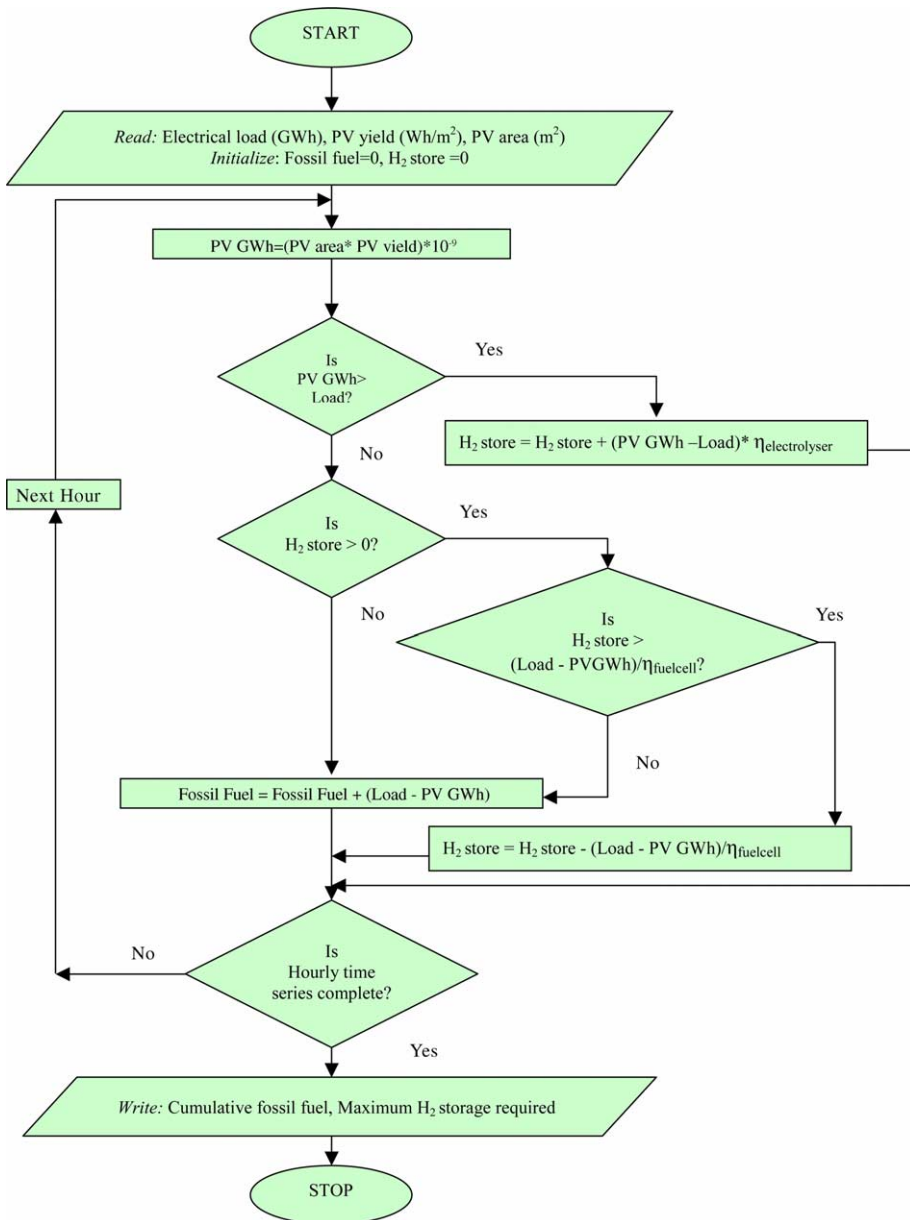 START
Read: Electrical load (GWh), PV yield (Wh/m²), PV area (m²)
Initialize: Fossil fuel=0, H₂ store =0
PV GWh=(PV area* PV yield)*10⁻⁹
Is
PV GWh>
Load?
Yes
No
H₂ store = H₂ store + (PV GWh –Load)* ηelectrolyser
Next Hour
Is
H₂ store > 0?
Yes
No
Is
H₂ store >
(Load - PVGWh)/ηfuelcell?
Yes
No
Fossil Fuel = Fossil Fuel + (Load - PV GWh)
H₂ store = H₂ store - (Load - PV GWh)/ηfuelcell
Is
Hourly time
series complete?
No
Yes
Write: Cumulative fossil fuel, Maximum H₂ storage required
STOP